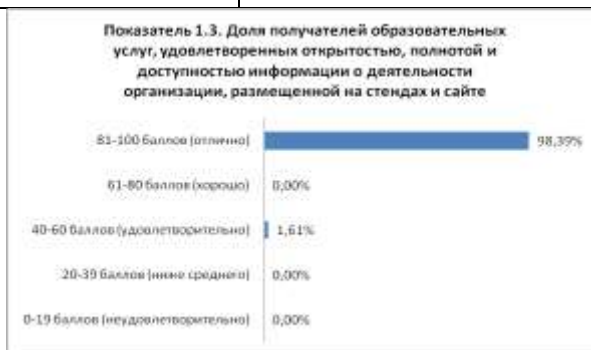 Показатель 1.3. Доля получателей образовательных
услуг, удовлетворенных открытостью, полнотой и
доступностью информации о деятельности
организации, размещенной на стендах и сайте
81-100 баллов (отлично)
98,39%
61-80 баллов (хорошо)
0,00%
40-60 баллов (удовлетворительно)
1,61%
20-39 баллов (ниже среднего)
0,00%
0-19 баллов (неудовлетворительно)
0,00%